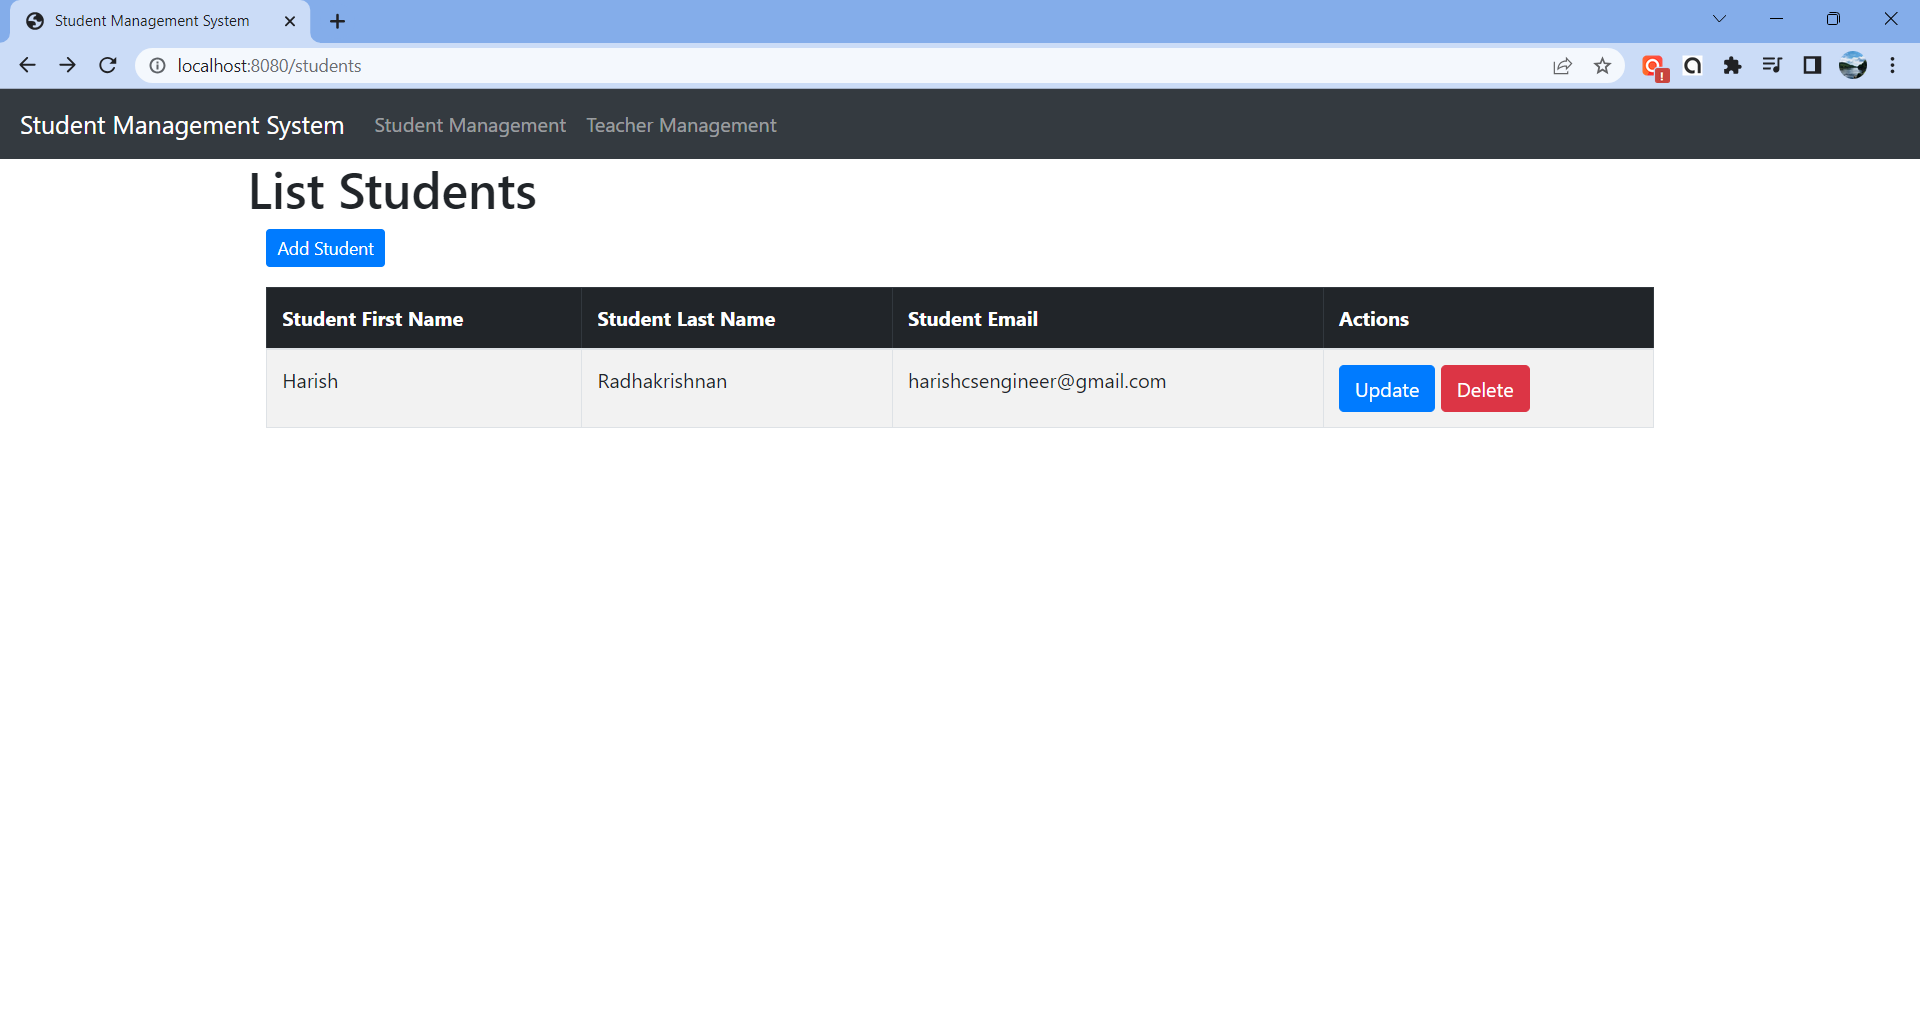 Student Management System
localhost:8080/students
Student Management System Student Management Teacher Management
List Students
Add Student
Student First Name Student Last Name Student Email Actions
Harish Radhakrishnan harishcsengineer@gmail.com Update Delete